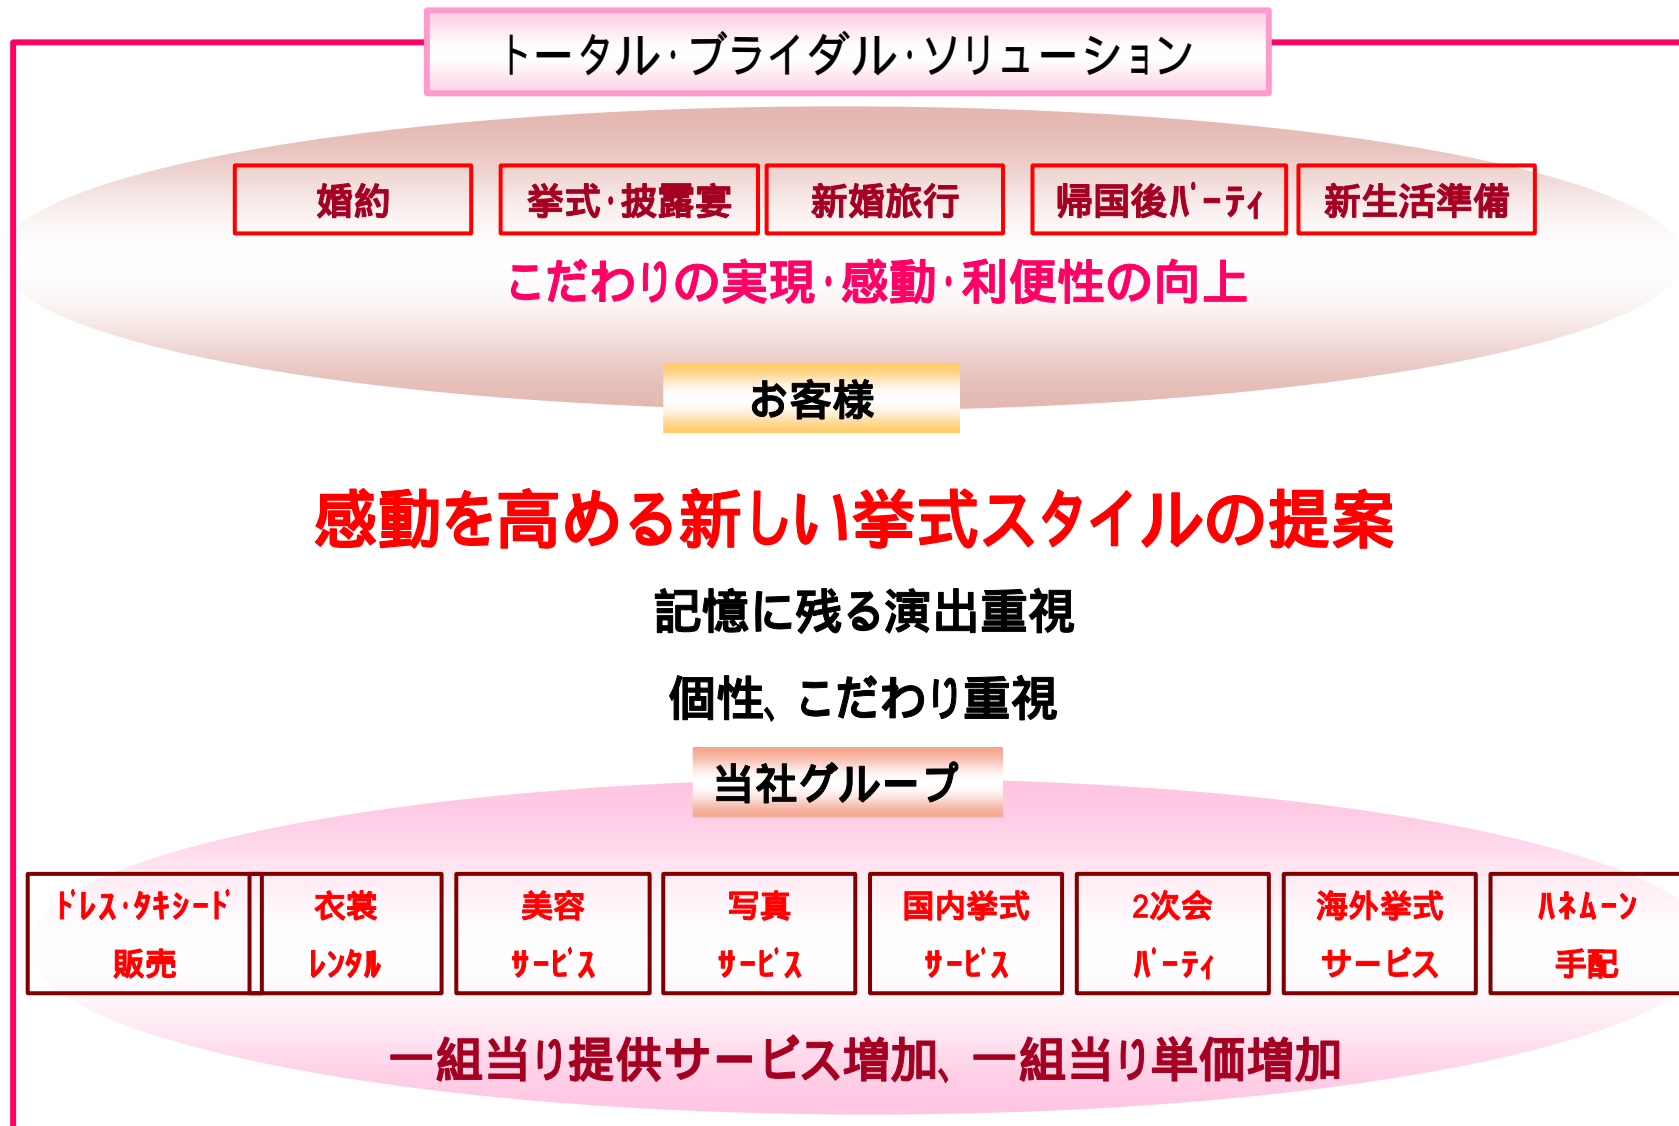 トータル・ブライダル・ソリューション
婚約 挙式・披露宴 新婚旅行 帰国後ﾊﾟｰﾃｨ 新生活準備
こだわりの実現・感動・利便性の向上
お客様
感動を高める新しい挙式スタイルの提案
記憶に残る演出重視
個性、こだわり重視
当社グループ
ﾄﾞﾚｽ・ﾀｷｼｰﾄﾞ
販売
衣裳
ﾚﾝﾀﾙ
美容
ｻｰﾋﾞｽ
写真
ｻｰﾋﾞｽ
国内挙式
ｻｰﾋﾞｽ
2次会
ﾊﾟｰﾃｨ
海外挙式
サービス
ﾊﾈﾑｰﾝ
手配
一組当り提供サービス増加、一組当り単価増加